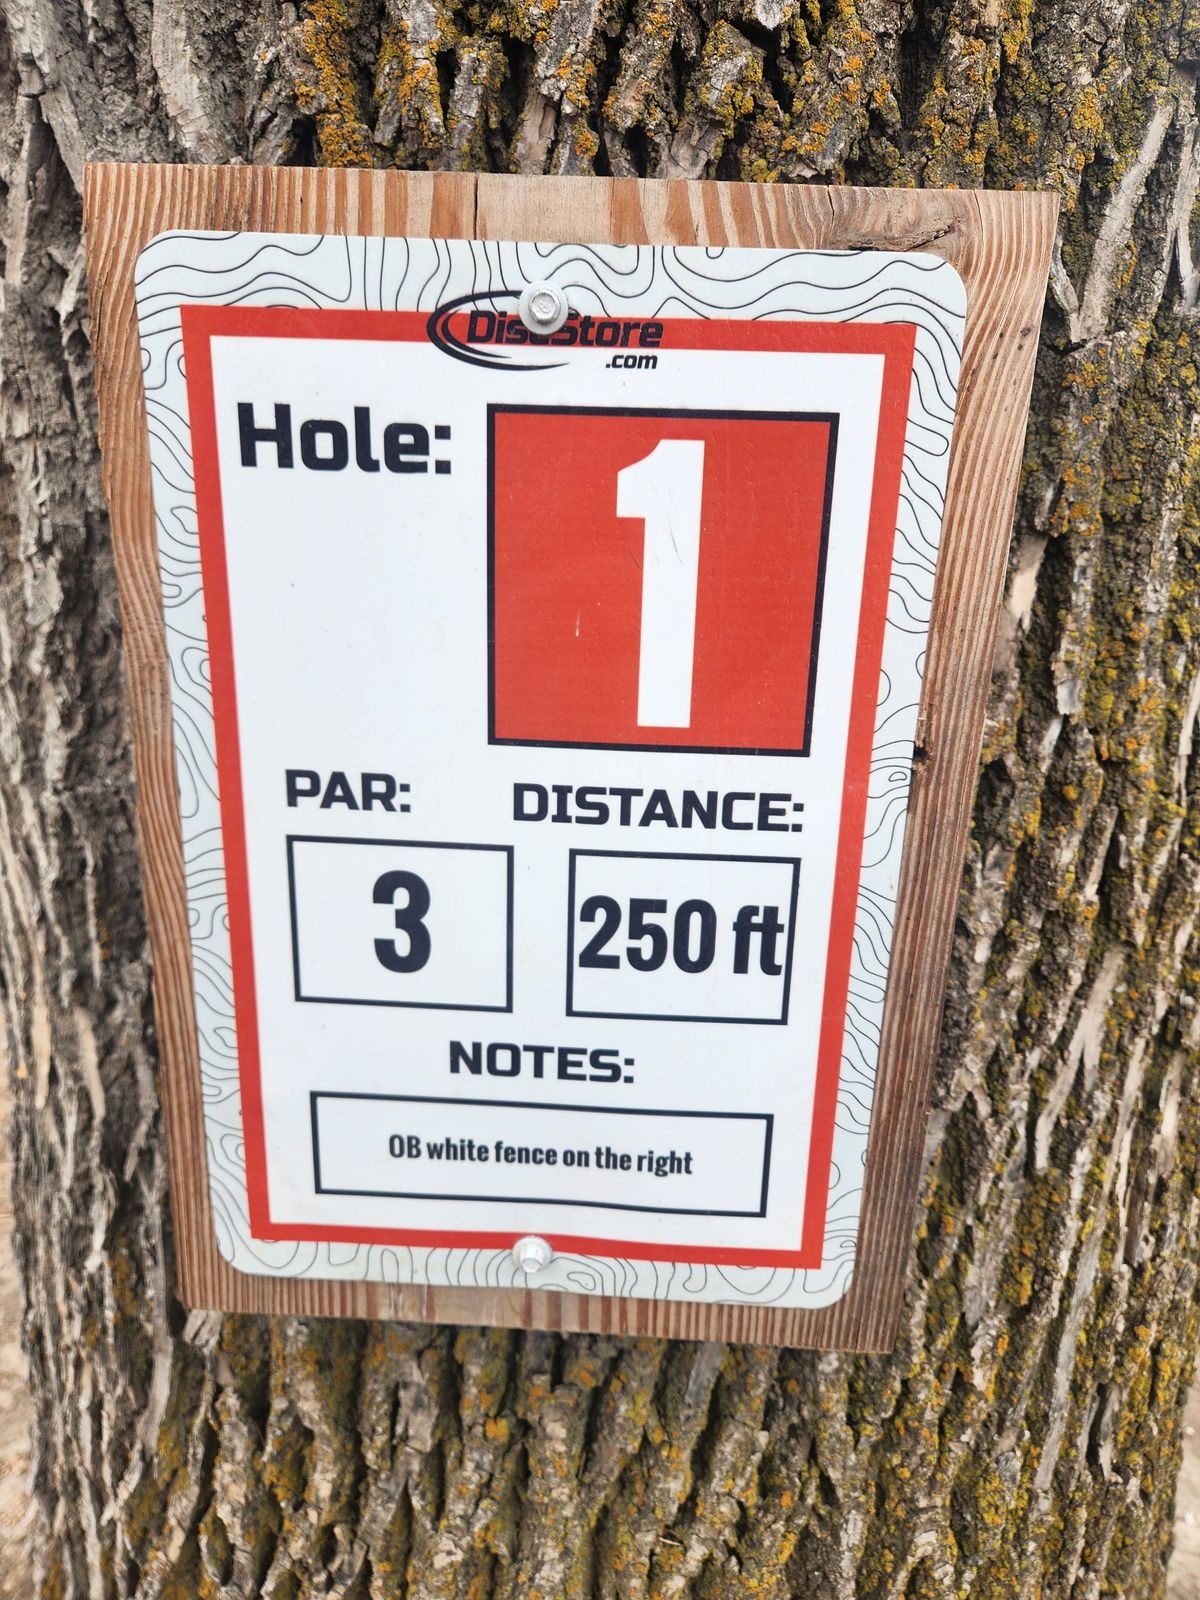 DiscStore
.com
Hole: 1
PAR: DISTANCE:
3 250 ft
NOTES:
OB white fence on the right